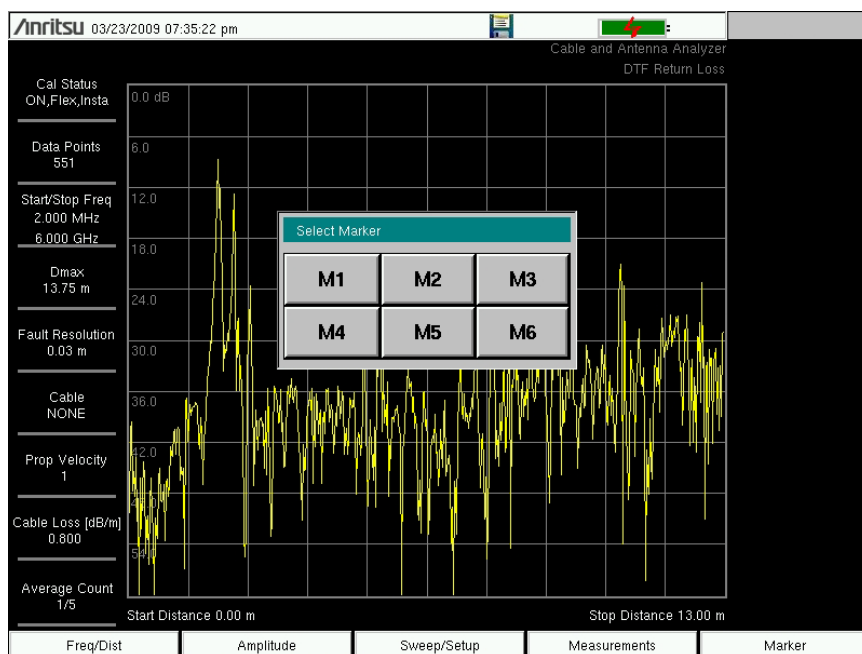 Anritsu 03/23/2009 07:35:22 pm
Cable and Antenna Analyzer
DTF Return Loss
Cal Status
ON,Flex,Insta
Data Points
551
Start/Stop Freq
2.000 MHz
6.000 GHz
Dmax
13.75 m
Fault Resolution
0.03 m
Cable
NONE
Prop Velocity
1
Cable Loss [dB/m]
0.800
Average Count
1/5
0.0 dB
6.0
12.0
18.0
24.0
30.0
36.0
42.0
54.0
Select Marker
M1 M2 M3
M4 M5 M6
Start Distance 0.00 m
Stop Distance 13.00 m
Freq/Dist
Amplitude
Sweep/Setup
Measurements
Marker